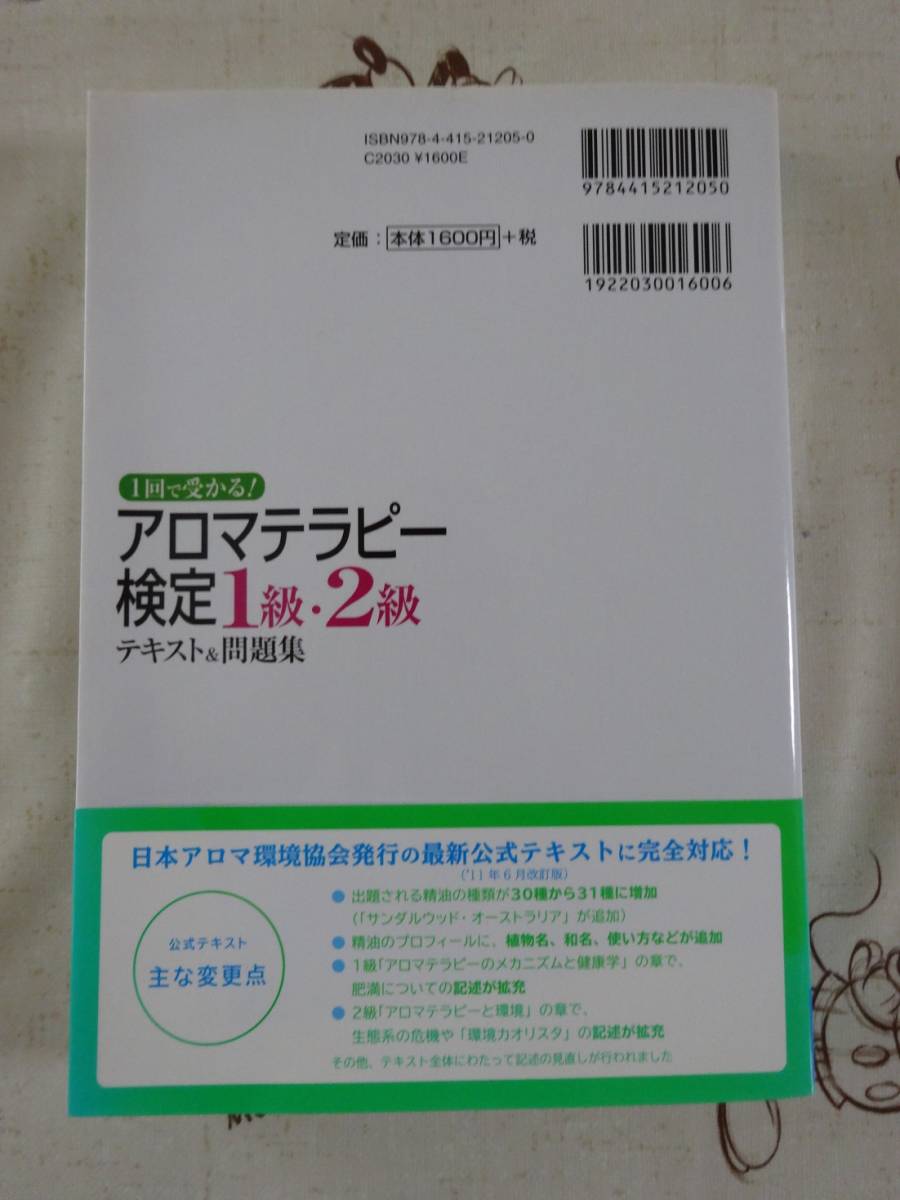 ISBN978-4-415-21205-0
C2030 ¥1600E
9784415212050
定価：本体1600円+税
1922030016006
1回で受かる！
アロマテラピー
検定1級・2級
テキスト&問題集
日本アロマ環境協会発行の最新公式テキストに完全対応！
('11年6月改訂版)
公式テキスト
主な変更点
● 出題される精油の種類が30種から31種に増加
(「サンダルウッド・オーストラリア」が追加)
● 精油のプロフィールに、植物名、和名、使い方などが追加
● 1級「アロマテラピーのメカニズムと健康学」の章で、
肥満についての記述が拡充
● 2級「アロマテラピーと環境」の章で、
生態系の危機や「環境カオリスタ」の記述が拡充
その他、テキスト全体にわたって記述の見直しが行われました